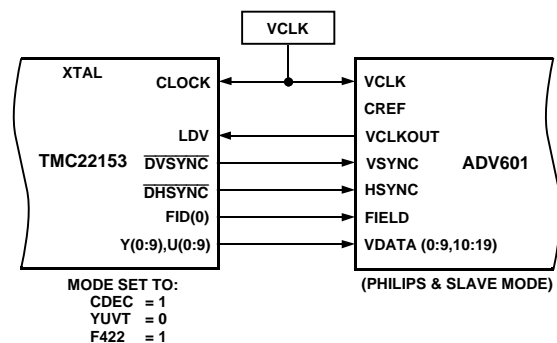 VCLK
XTAL
CLOCK
LDV
TMC22153
DVSYNC
DHSYNC
FID(0)
Y(0:9),U(0:9)
VCLK
CREF
VCLKOUT
VSYNC
ADV601
HSYNC
FIELD
VDATA (0:9,10:19)
MODE SET TO:
CDEC = 1
YUVT = 0
F422 = 1
(PHILIPS & SLAVE MODE)